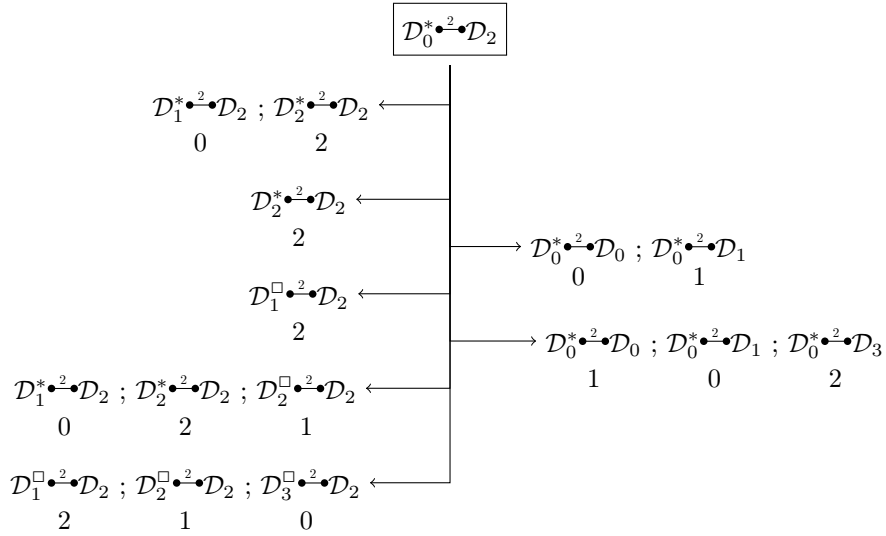 𝒟₀* •²–• 𝒟₂
𝒟₁* •²–• 𝒟₂ ; 𝒟₂* •²–• 𝒟₂
0 2
𝒟₂* •²–• 𝒟₂
2
𝒟₀* •²–• 𝒟₀ ; 𝒟₀* •²–• 𝒟₁
0 1
𝒟₁□ •²–• 𝒟₂
2
𝒟₀* •²–• 𝒟₀ ; 𝒟₀* •²–• 𝒟₁ ; 𝒟₀* •²–• 𝒟₃
1 0 2
𝒟₁* •²–• 𝒟₂ ; 𝒟₂* •²–• 𝒟₂ ; 𝒟₂□ •²–• 𝒟₂
0 2 1
𝒟₁□ •²–• 𝒟₂ ; 𝒟₂□ •²–• 𝒟₂ ; 𝒟₃□ •²–• 𝒟₂
2 1 0